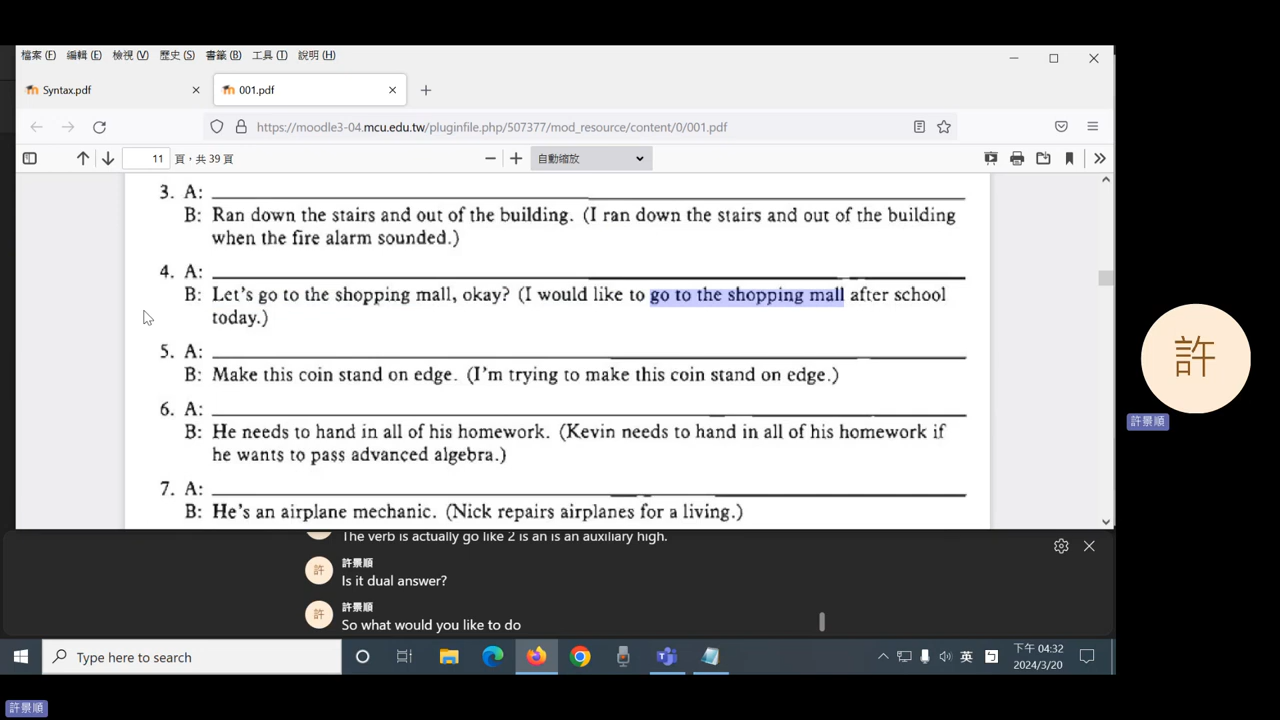 檔案 (F) 編輯 (E) 檢視 (V) 歷史 (S) 書籤 (B) 工具 (T) 說明 (H)
Syntax.pdf 001.pdf
https://moodle3-04.mcu.edu.tw/pluginfile.php/507377/mod_resource/content/0/001.pdf
11 頁，共 39 頁 自動縮放
3. A:
B: Ran down the stairs and out of the building. (I ran down the stairs and out of the building
when the fire alarm sounded.)
4. A:
B: Let's go to the shopping mall, okay? (I would like to go to the shopping mall after school
today.)
5. A:
B: Make this coin stand on edge. (I'm trying to make this coin stand on edge.)
6. A:
B: He needs to hand in all of his homework. (Kevin needs to hand in all of his homework if
he wants to pass advanced algebra.)
7. A:
B: He's an airplane mechanic. (Nick repairs airplanes for a living.)
許
許景順
The verb is actually go like 2 is an is an auxiliary high.
許
許景順
Is it dual answer?
許
許景順
So what would you like to do
Type here to search
英
下午 04:32
2024/3/20
許景順